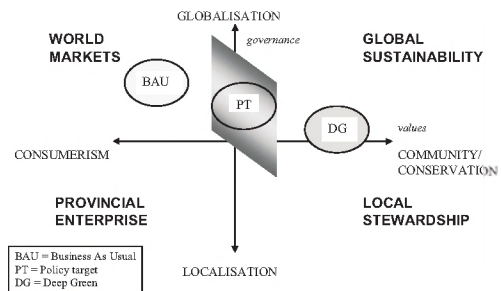 GLOBALISATION
governance
WORLD
MARKETS
GLOBAL
SUSTAINABILITY
BAU
PT
DG
values
CONSUMERISM
COMMUNITY/
CONSERVATION
PROVINCIAL
ENTERPRISE
LOCAL
STEWARDSHIP
BAU = Business As Usual
PT = Policy target
DG = Deep Green
LOCALISATION